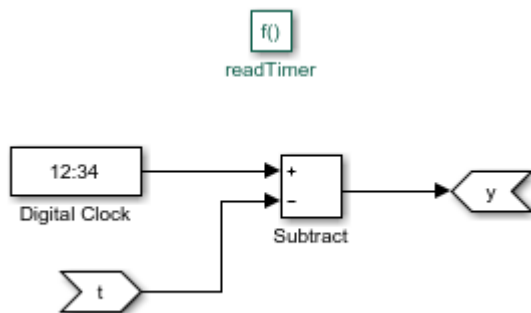 f()
readTimer
12:34
Digital Clock
+
−
Subtract
y
t